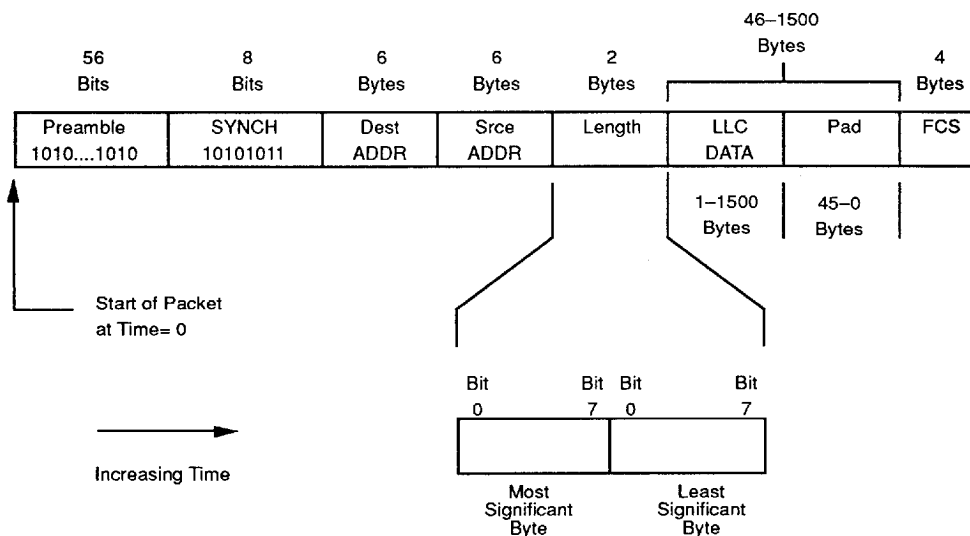 46–1500
Bytes
56
Bits
8
Bits
6
Bytes
6
Bytes
2
Bytes
4
Bytes
Preamble
1010....1010
SYNCH
10101011
Dest
ADDR
Srce
ADDR
Length
LLC
DATA
Pad
FCS
1–1500
Bytes
45–0
Bytes
Start of Packet
at Time= 0
Bit
0
Bit
7
Bit
0
Bit
7
Increasing Time
Most
Significant
Byte
Least
Significant
Byte